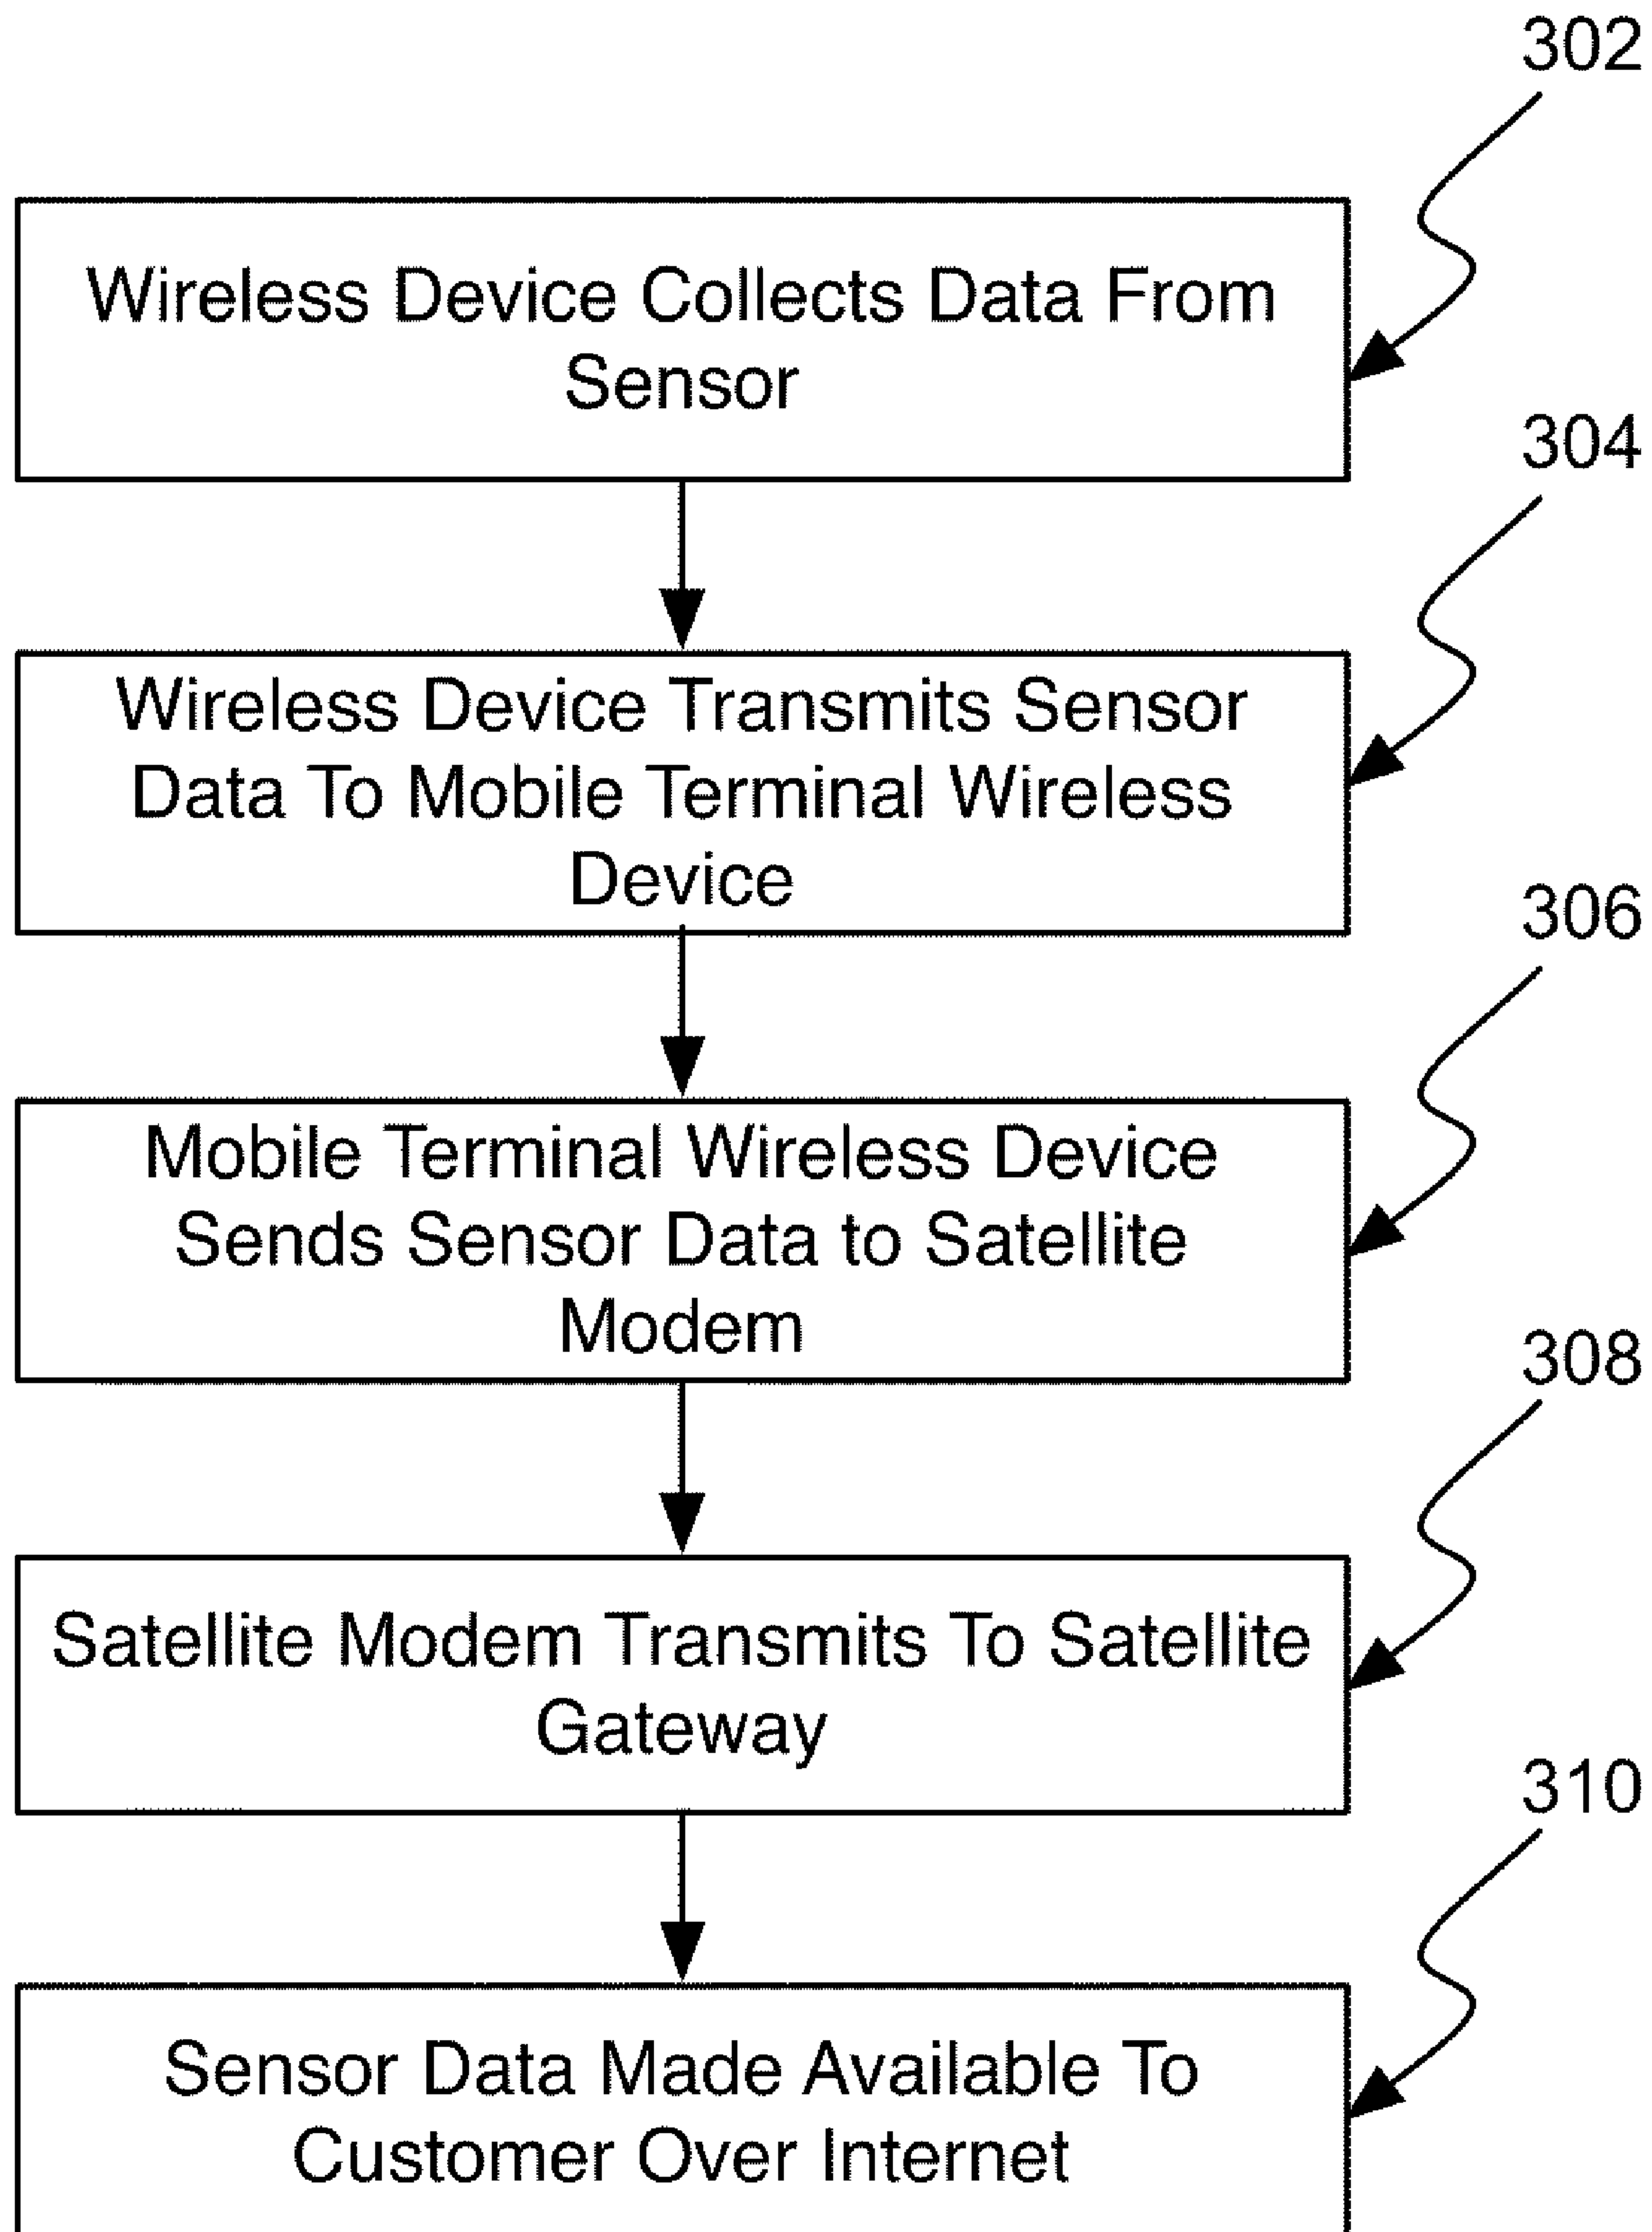 302
Wireless Device Collects Data From
Sensor
304
Wireless Device Transmits Sensor
Data To Mobile Terminal Wireless
Device
306
Mobile Terminal Wireless Device
Sends Sensor Data to Satellite
Modem
308
Satellite Modem Transmits To Satellite
Gateway
310
Sensor Data Made Available To
Customer Over Internet